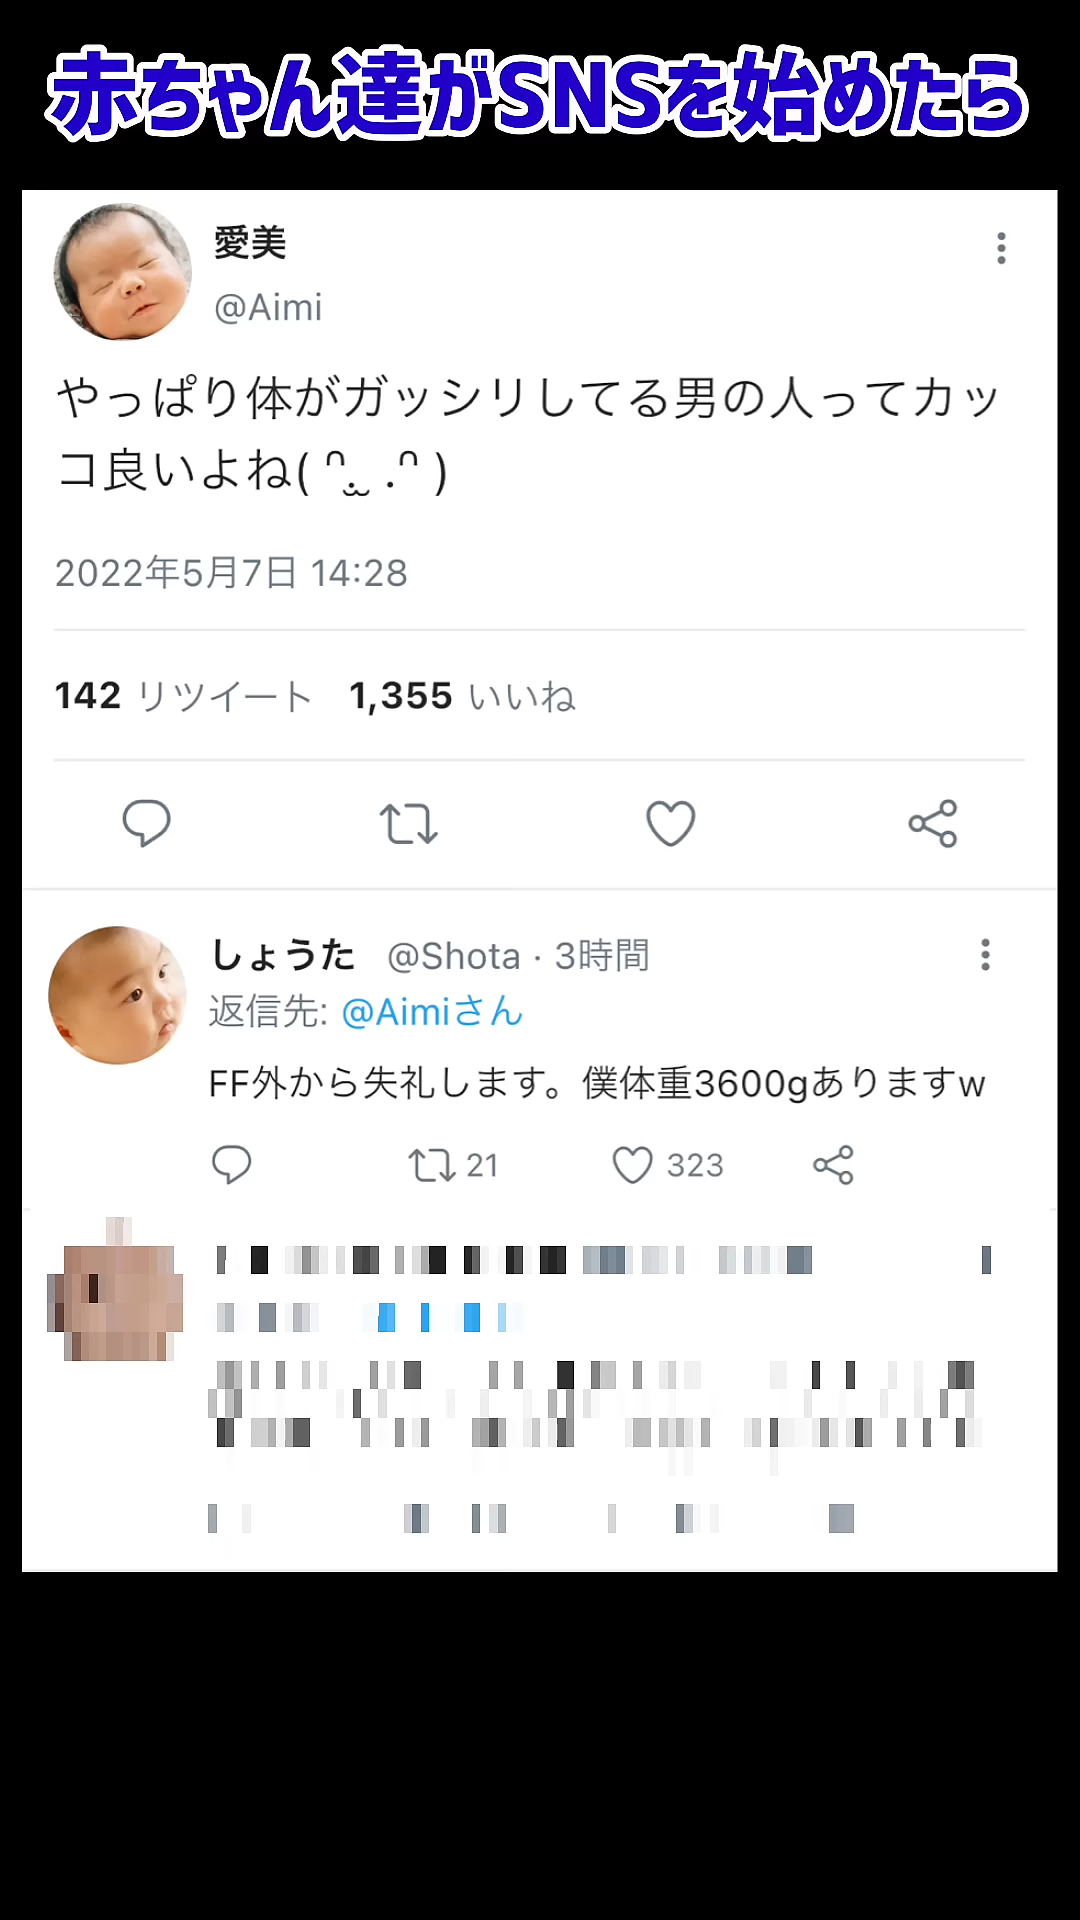 赤ちゃん達がSNSを始めたら
愛美
@Aimi
やっぱり体がガッシリしてる男の人ってカッ
コ良いよね( ᐢ. ̫ .ᐢ )
2022年5月7日 14:28
142 リツイート 1,355 いいね
しょうた @Shota · 3時間
返信先: @Aimiさん
FF外から失礼します。僕体重3600gありますw
21 323